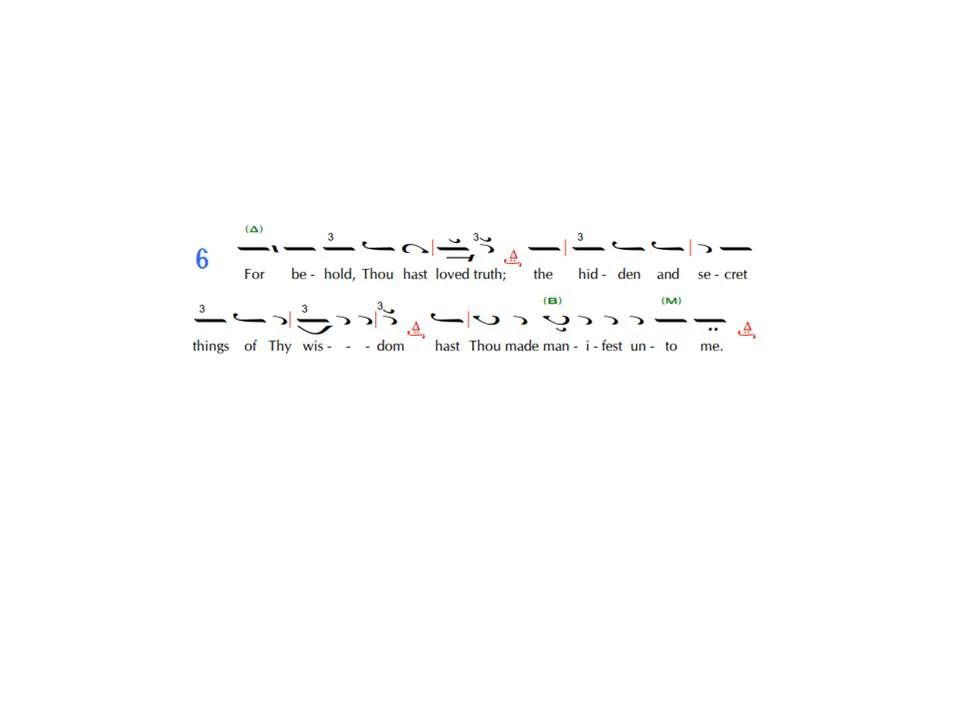 (Δ)
3 3 3
6
For be - hold, Thou hast loved truth; the hid - den and se - cret
3 3 3 (B) (M)
things of Thy wis - - - dom hast Thou made man - i - fest un - to me.